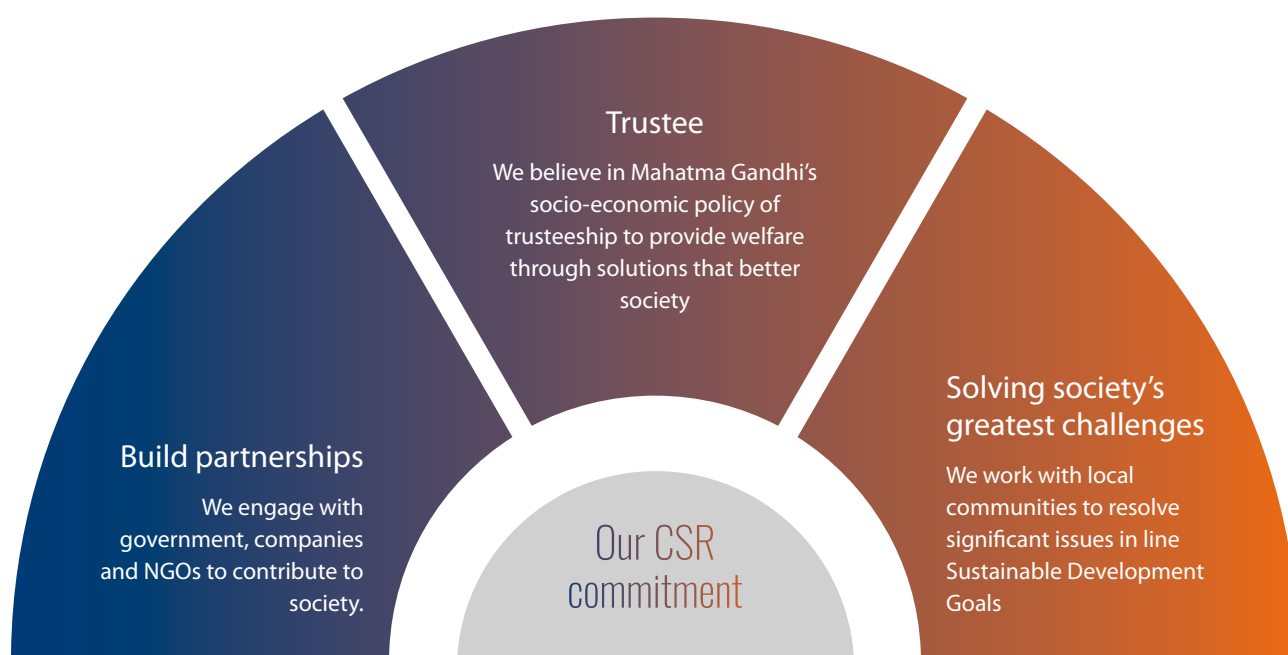 Trustee
We believe in Mahatma Gandhi’s
socio-economic policy of
trusteeship to provide welfare
through solutions that better
society
Build partnerships
We engage with
government, companies
and NGOs to contribute to
society.
Solving society’s
greatest challenges
We work with local
communities to resolve
significant issues in line
Sustainable Development
Goals
Our CSR
commitment